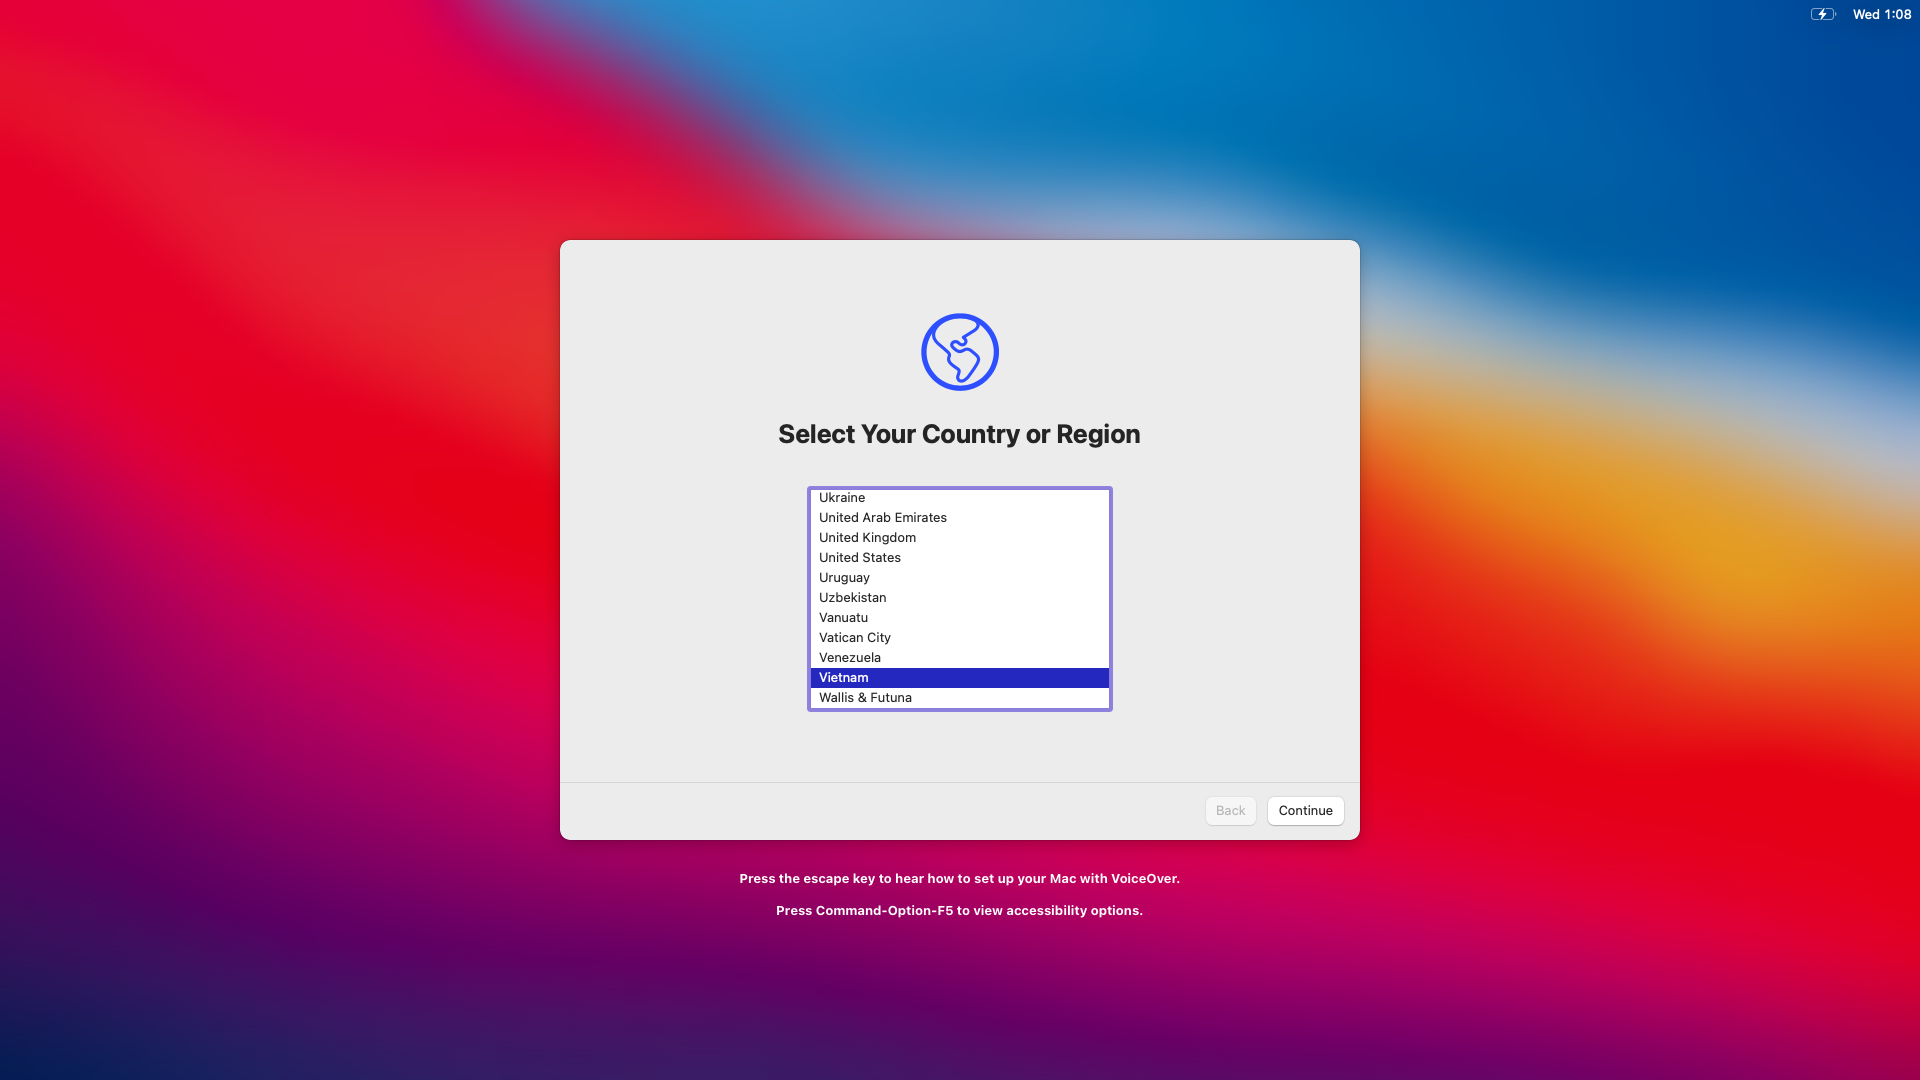 Wed 1:08
Select Your Country or Region
Ukraine
United Arab Emirates
United Kingdom
United States
Uruguay
Uzbekistan
Vanuatu
Vatican City
Venezuela
Vietnam
Wallis & Futuna
Back
Continue
Press the escape key to hear how to set up your Mac with VoiceOver.
Press Command-Option-F5 to view accessibility options.